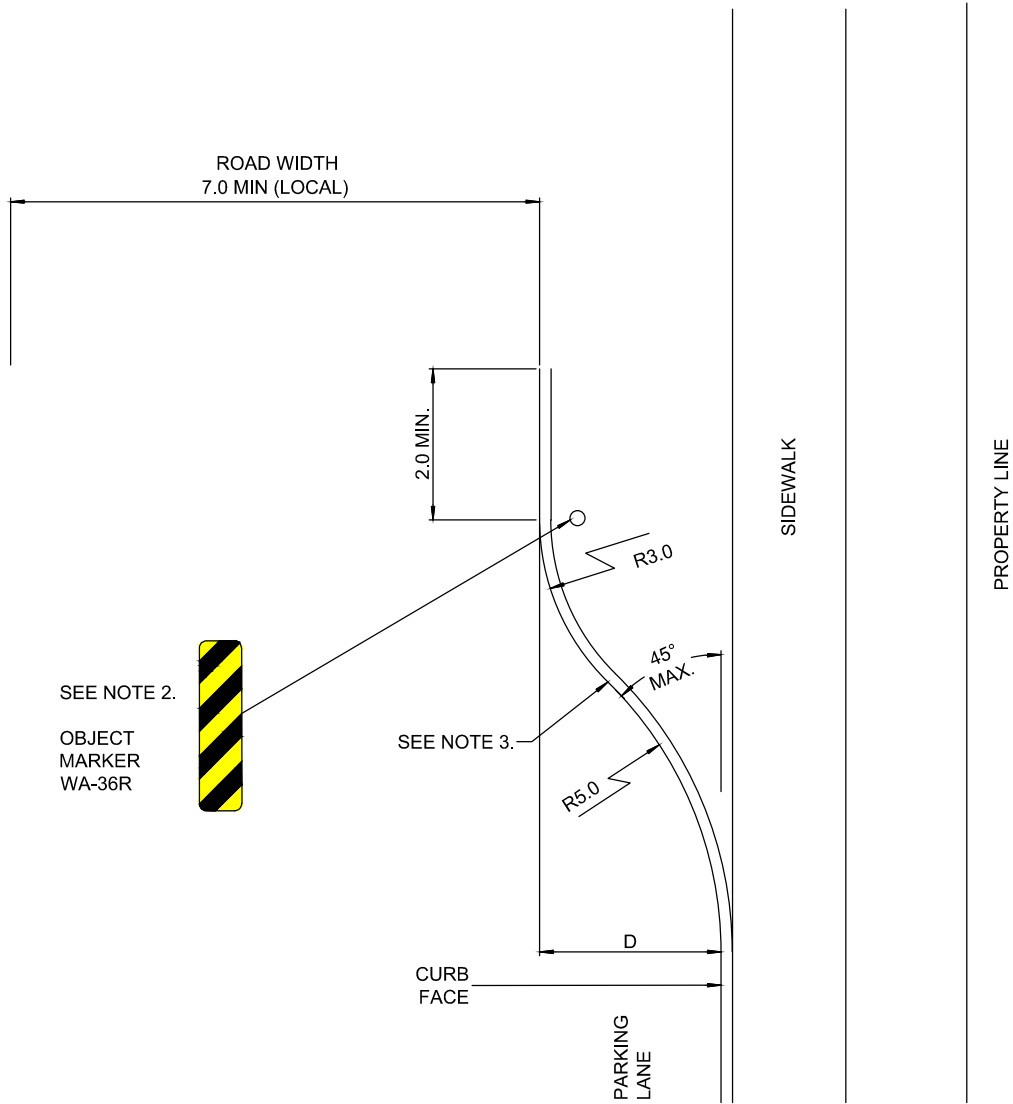 ROAD WIDTH
7.0 MIN (LOCAL)
2.0 MIN.
SIDEWALK
PROPERTY LINE
R3.0
45°
MAX.
SEE NOTE 2.
OBJECT
MARKER
WA-36R
SEE NOTE 3.
R5.0
D
CURB
FACE
PARKING
LANE